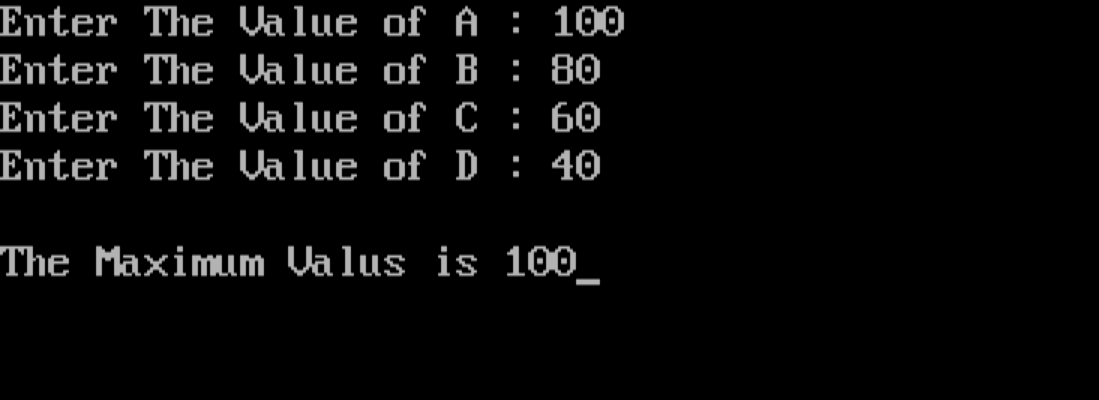 Enter The Value of A : 100
Enter The Value of B : 80
Enter The Value of C : 60
Enter The Value of D : 40
The Maximum Valus is 100_